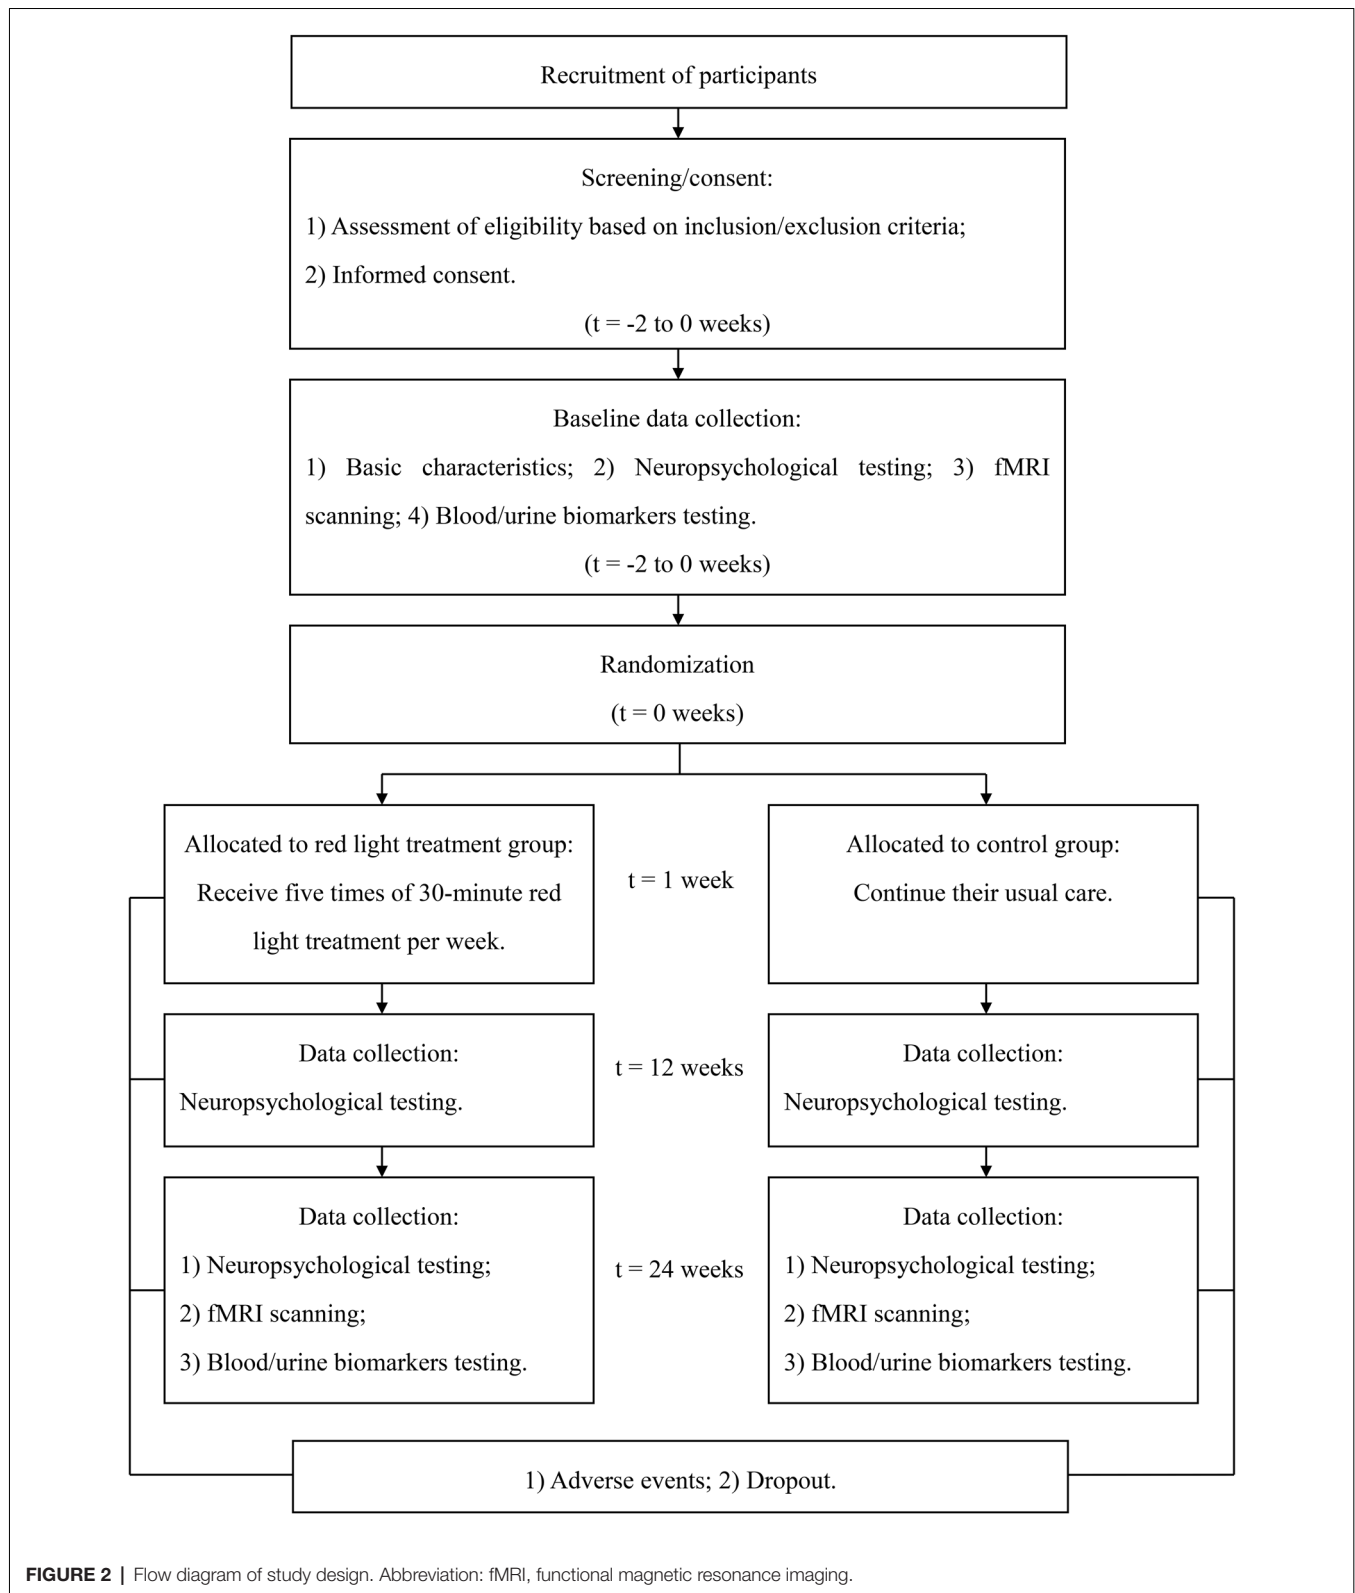 Recruitment of participants
Screening/consent:
1) Assessment of eligibility based on inclusion/exclusion criteria;
2) Informed consent.
(t = -2 to 0 weeks)
Baseline data collection:
1) Basic characteristics; 2) Neuropsychological testing; 3) fMRI
scanning; 4) Blood/urine biomarkers testing.
(t = -2 to 0 weeks)
Randomization
(t = 0 weeks)
Allocated to red light treatment group:
Receive five times of 30-minute red
light treatment per week.
t = 1 week
Allocated to control group:
Continue their usual care.
Data collection:
Neuropsychological testing.
t = 12 weeks
Data collection:
Neuropsychological testing.
Data collection:
1) Neuropsychological testing;
2) fMRI scanning;
3) Blood/urine biomarkers testing.
t = 24 weeks
Data collection:
1) Neuropsychological testing;
2) fMRI scanning;
3) Blood/urine biomarkers testing.
1) Adverse events; 2) Dropout.
FIGURE 2 | Flow diagram of study design. Abbreviation: fMRI, functional magnetic resonance imaging.